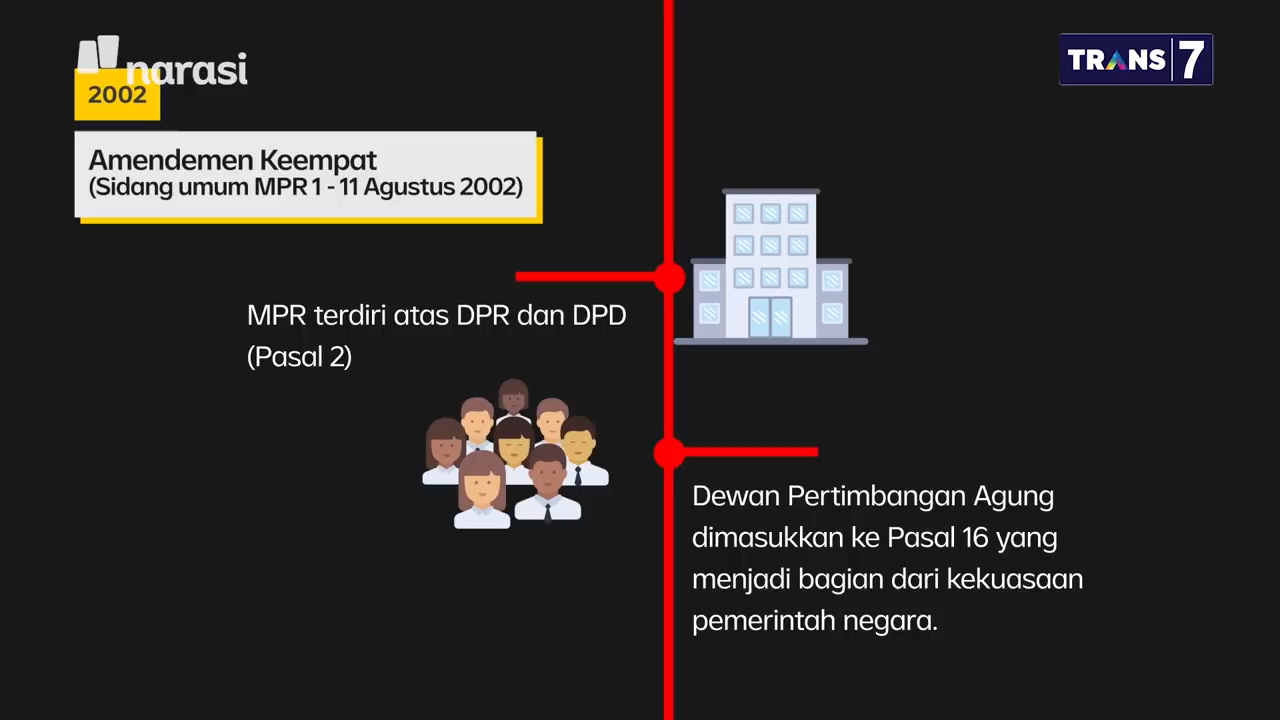 narasi
TRANS 7
2002
Amendemen Keempat
(Sidang umum MPR 1 - 11 Agustus 2002)
MPR terdiri atas DPR dan DPD
(Pasal 2)
Dewan Pertimbangan Agung
dimasukkan ke Pasal 16 yang
menjadi bagian dari kekuasaan
pemerintah negara.